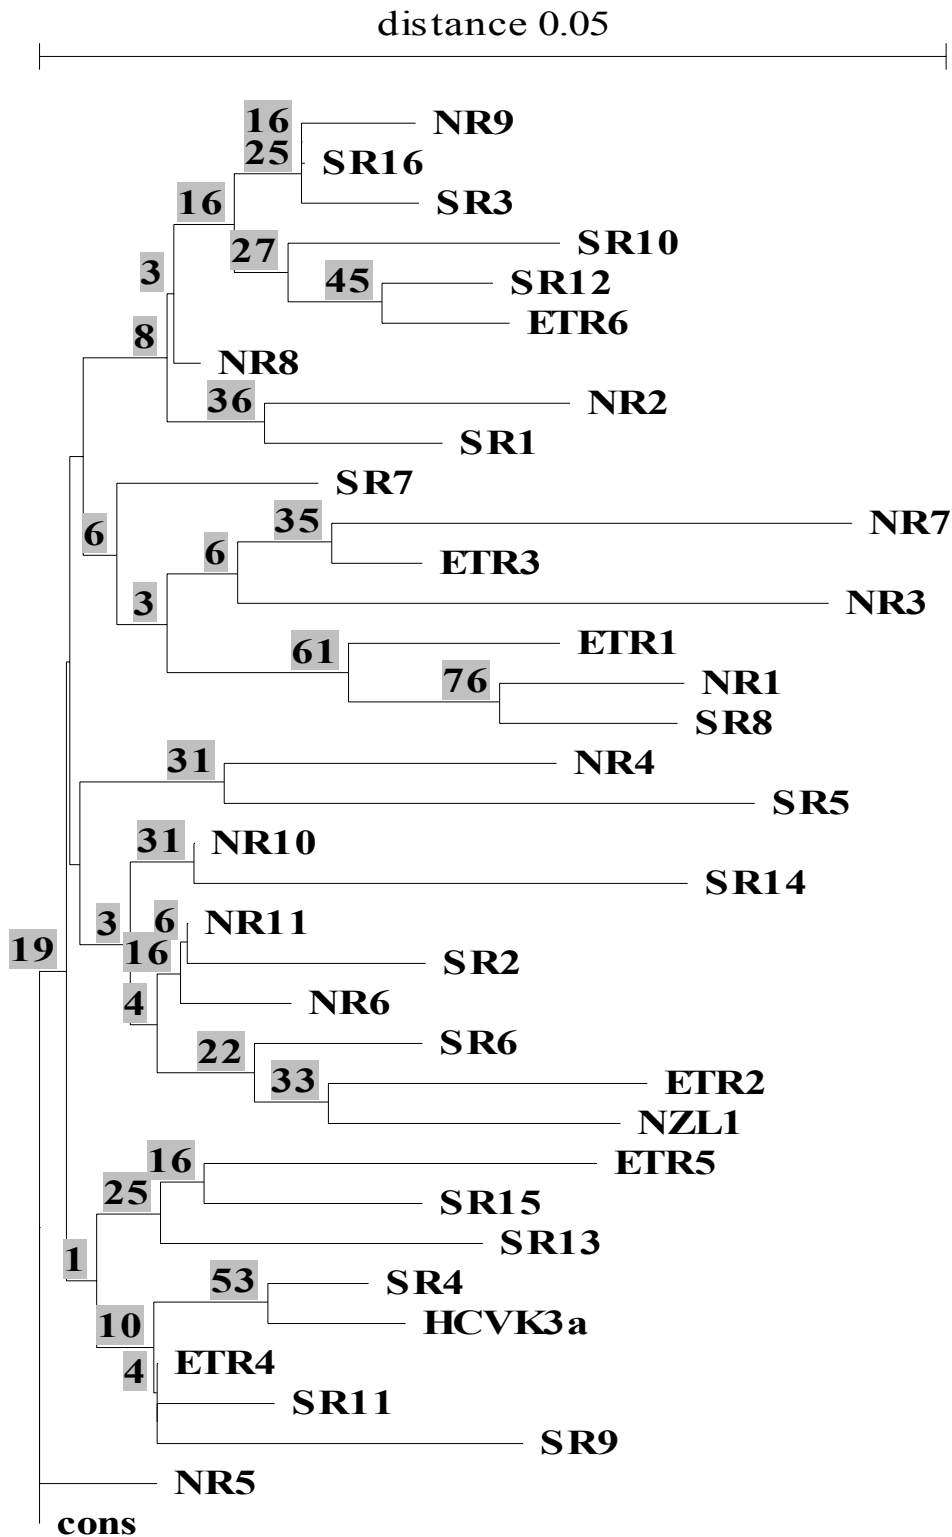 distance 0.05
16 NR9
25 SR16
16 SR3
27 SR10
3 45 SR12
ETR6
8 NR8
36 NR2
SR1
SR7
6 35 NR7
6 ETR3
3 NR3
61 ETR1
76 NR1
SR8
31 NR4
SR5
31 NR10
SR14
3 6 NR11
19 16 SR2
4 NR6
22 SR6
33 ETR2
NZL1
16 ETR5
25 SR15
1 SR13
53 SR4
10 HCVK3a
4 ETR4
SR11
SR9
NR5
cons